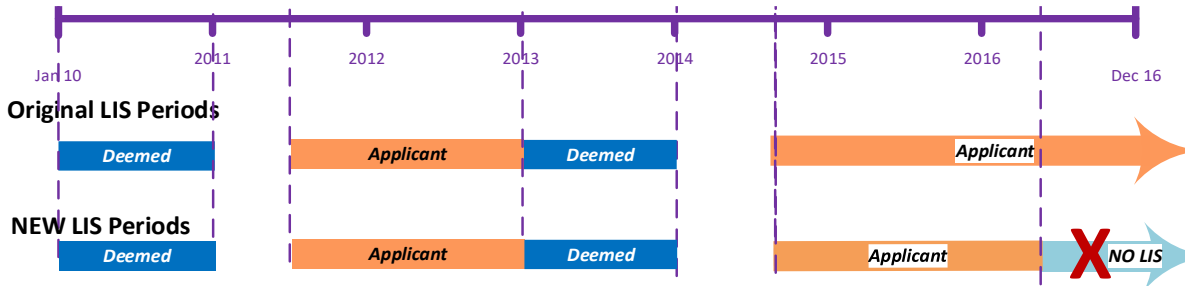 2011 2012 2013 2014 2015 2016
Jan 10 Dec 16
Original LIS Periods
Deemed Applicant Deemed Applicant
NEW LIS Periods
Deemed Applicant Deemed Applicant X NO LIS